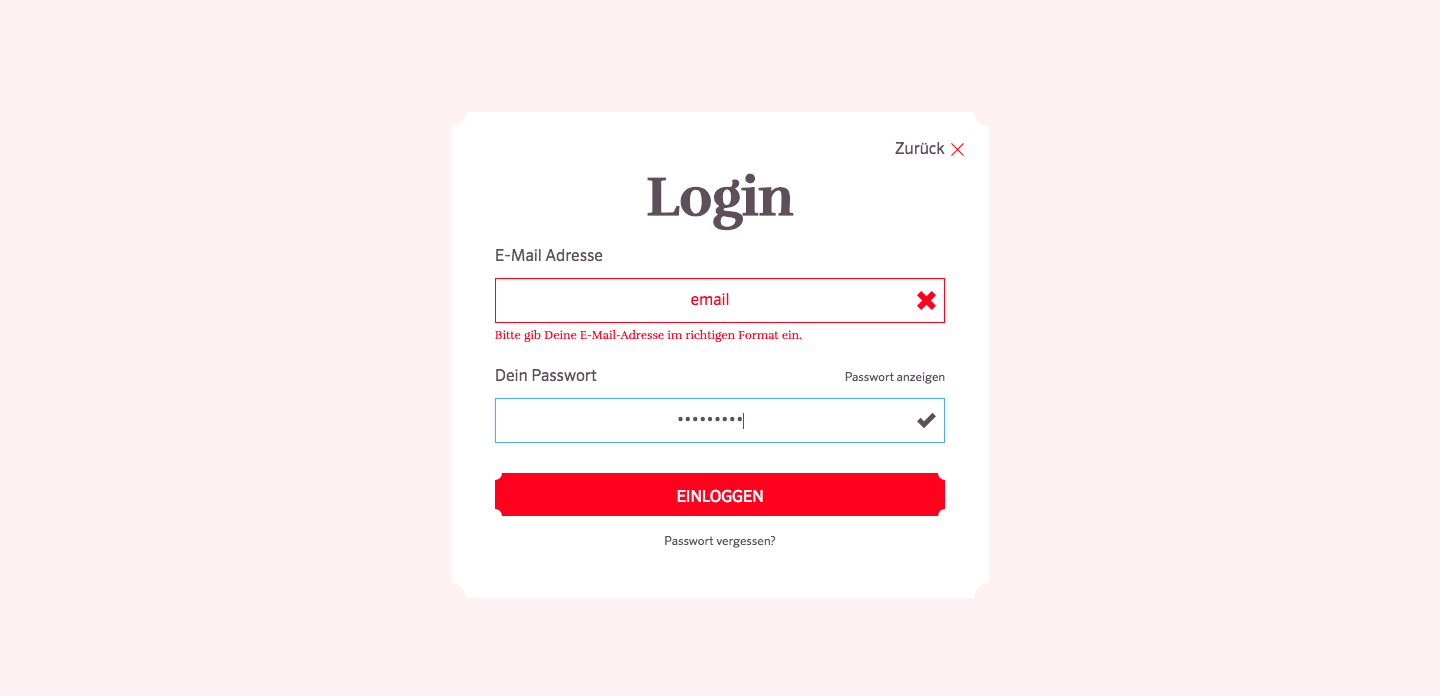 Zurück
Login
E-Mail Adresse
email
Bitte gib Deine E-Mail-Adresse im richtigen Format ein.
Dein Passwort
Passwort anzeigen
•••••••••
EINLOGGEN
Passwort vergessen?